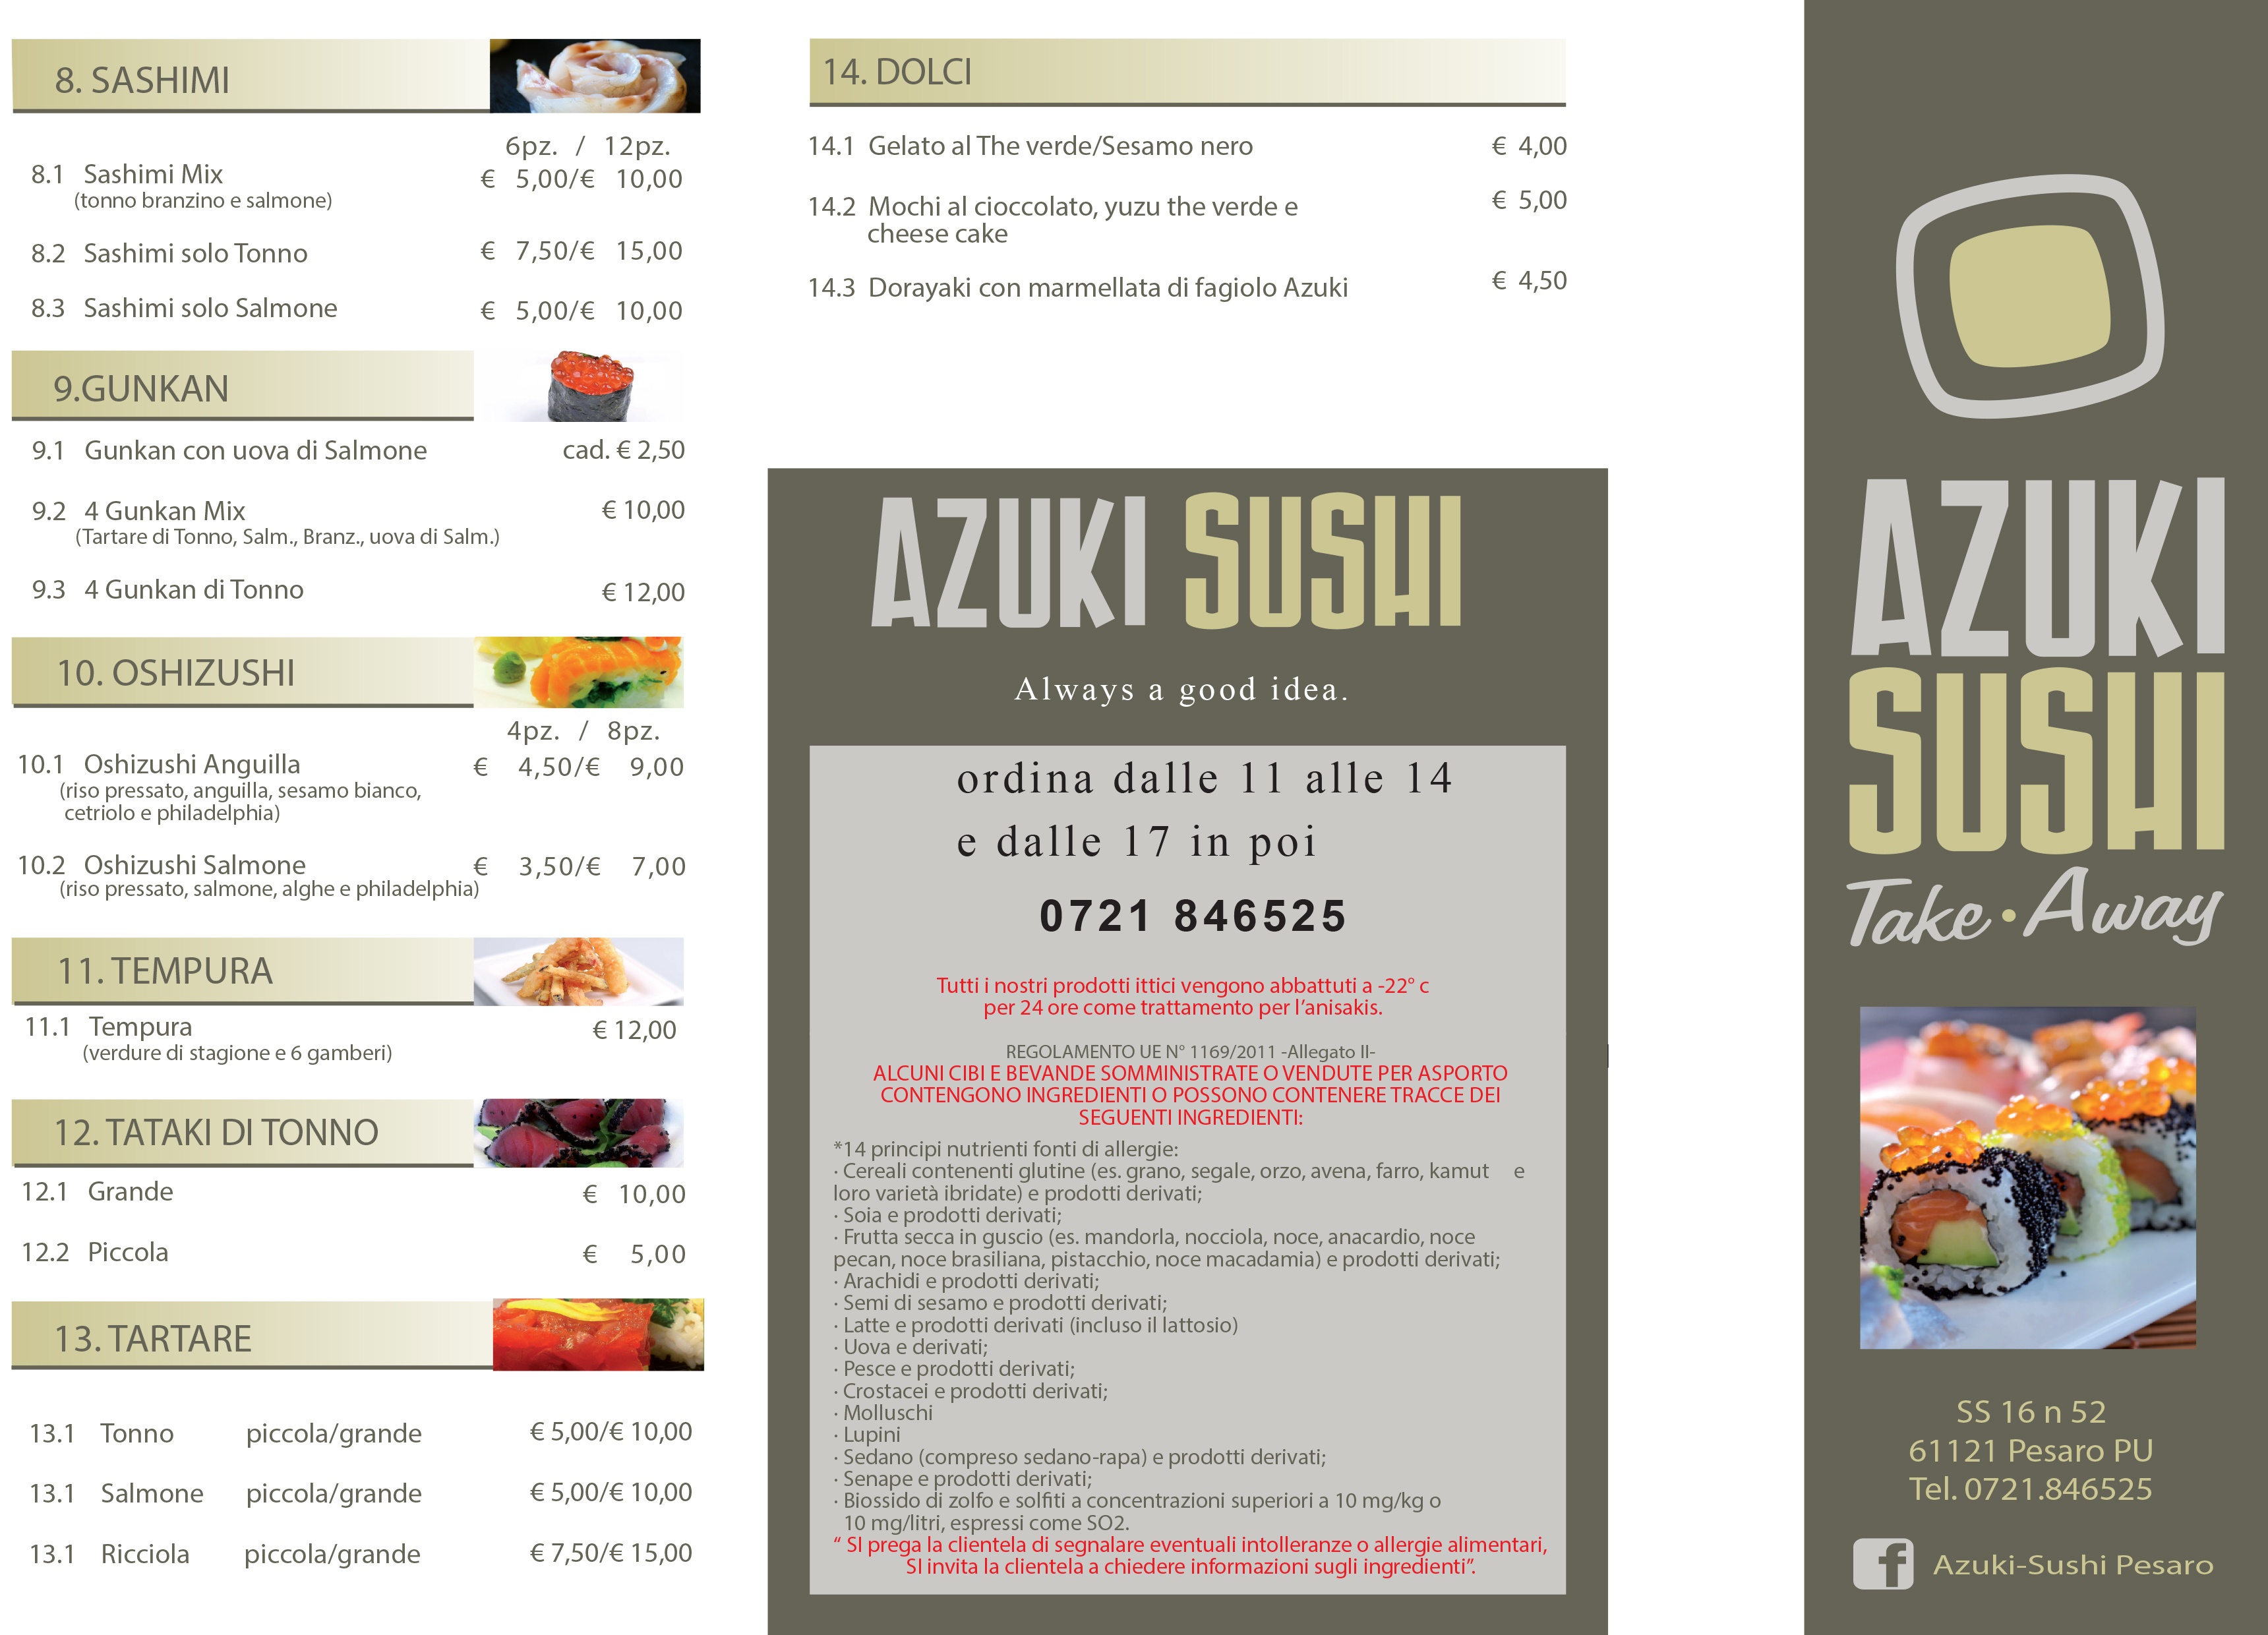 8. SASHIMI
6pz. / 12pz.
8.1 Sashimi Mix € 5,00/€ 10,00
(tonno branzino e salmone)
8.2 Sashimi solo Tonno € 7,50/€ 15,00
8.3 Sashimi solo Salmone € 5,00/€ 10,00
9.GUNKAN
9.1 Gunkan con uova di Salmone cad. € 2,50
9.2 4 Gunkan Mix € 10,00
(Tartare di Tonno, Salm., Branz., uova di Salm.)
9.3 4 Gunkan di Tonno € 12,00
10. OSHIZUSHI
4pz. / 8pz.
10.1 Oshizushi Anguilla € 4,50/€ 9,00
(riso pressato, anguilla, sesamo bianco,
cetriolo e philadelphia)
10.2 Oshizushi Salmone € 3,50/€ 7,00
(riso pressato, salmone, alghe e philadelphia)
11. TEMPURA
11.1 Tempura € 12,00
(verdure di stagione e 6 gamberi)
12. TATAKI DI TONNO
12.1 Grande € 10,00
12.2 Piccola € 5,00
13. TARTARE
13.1 Tonno piccola/grande € 5,00/€ 10,00
13.1 Salmone piccola/grande € 5,00/€ 10,00
13.1 Ricciola piccola/grande € 7,50/€ 15,00
14. DOLCI
14.1 Gelato al The verde/Sesamo nero € 4,00
14.2 Mochi al cioccolato, yuzu the verde e € 5,00
cheese cake
14.3 Dorayaki con marmellata di fagiolo Azuki € 4,50
AZUKI SUSHI
Always a good idea.
ordina dalle 11 alle 14
e dalle 17 in poi
0721 846525
Tutti i nostri prodotti ittici vengono abbattuti a -22° c
per 24 ore come trattamento per l'anisakis.
REGOLAMENTO UE N° 1169/2011 -Allegato II-
ALCUNI CIBI E BEVANDE SOMMINISTRATE O VENDUTE PER ASPORTO
CONTENGONO INGREDIENTI O POSSONO CONTENERE TRACCE DEI
SEGUENTI INGREDIENTI:
*14 principi nutrienti fonti di allergie:
· Cereali contenenti glutine (es. grano, segale, orzo, avena, farro, kamut e
loro varietà ibridate) e prodotti derivati;
· Soia e prodotti derivati;
· Frutta secca in guscio (es. mandorla, nocciola, noce, anacardio, noce
pecan, noce brasiliana, pistacchio, noce macadamia) e prodotti derivati;
· Arachidi e prodotti derivati;
· Semi di sesamo e prodotti derivati;
· Latte e prodotti derivati (incluso il lattosio)
· Uova e derivati;
· Pesce e prodotti derivati;
· Crostacei e prodotti derivati;
· Molluschi
· Lupini
· Sedano (compreso sedano-rapa) e prodotti derivati;
· Senape e prodotti derivati;
· Biossido di zolfo e solfiti a concentrazioni superiori a 10 mg/kg o
10 mg/litri, espressi come SO2.
“ SI prega la clientela di segnalare eventuali intolleranze o allergie alimentari,
SI invita la clientela a chiedere informazioni sugli ingredienti”.
AZUKI
SUSHI
Take · Away
SS 16 n 52
61121 Pesaro PU
Tel. 0721.846525
f Azuki-Sushi Pesaro